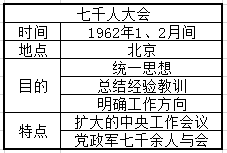 七千人大会
时间 1962年1、2月间
地点 北京
目的 统一思想
总结经验教训
明确工作方向
特点 扩大的中央工作会议
党政军七千余人与会